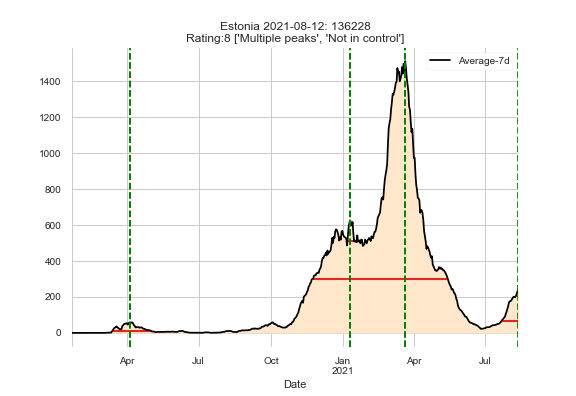 Estonia 2021-08-12: 136228
Rating:8 ['Multiple peaks', 'Not in control']
Average-7d
1400
1200
1000
800
600
400
200
0
Apr
Jul
Oct
Jan
2021
Apr
Jul
Date